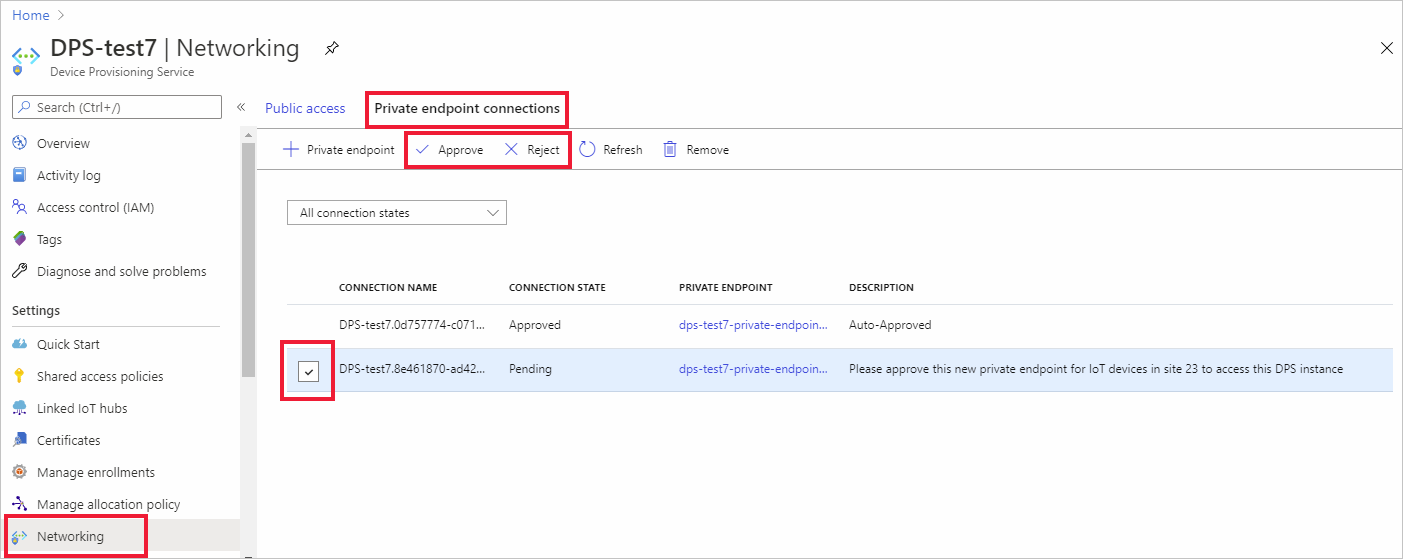 Home
DPS-test7 | Networking
Device Provisioning Service
Search (Ctrl+/)
Overview
Activity log
Access control (IAM)
Tags
Diagnose and solve problems
Settings
Quick Start
Shared access policies
Linked IoT hubs
Certificates
Manage enrollments
Manage allocation policy
Networking
Public access Private endpoint connections
Private endpoint Approve Reject Refresh Remove
All connection states
CONNECTION NAME CONNECTION STATE PRIVATE ENDPOINT DESCRIPTION
DPS-test7.0d757774-c071... Approved dps-test7-private-endpoin... Auto-Approved
DPS-test7.8e461870-ad42... Pending dps-test7-private-endpoin... Please approve this new private endpoint for IoT devices in site 23 to access this DPS instance